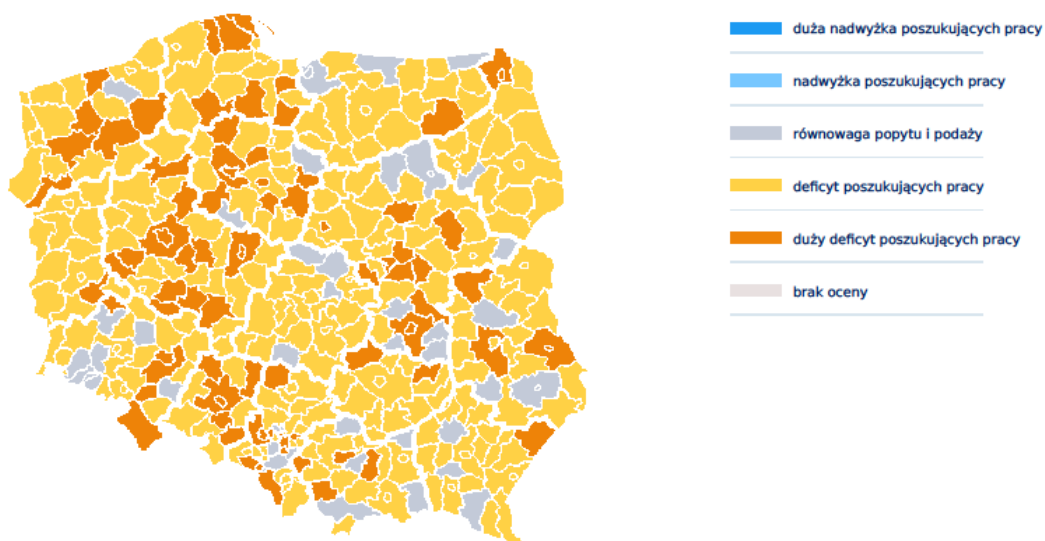 duża nadwyżka poszukujących pracy
nadwyżka poszukujących pracy
równowaga popytu i podaży
deficyt poszukujących pracy
duży deficyt poszukujących pracy
brak oceny